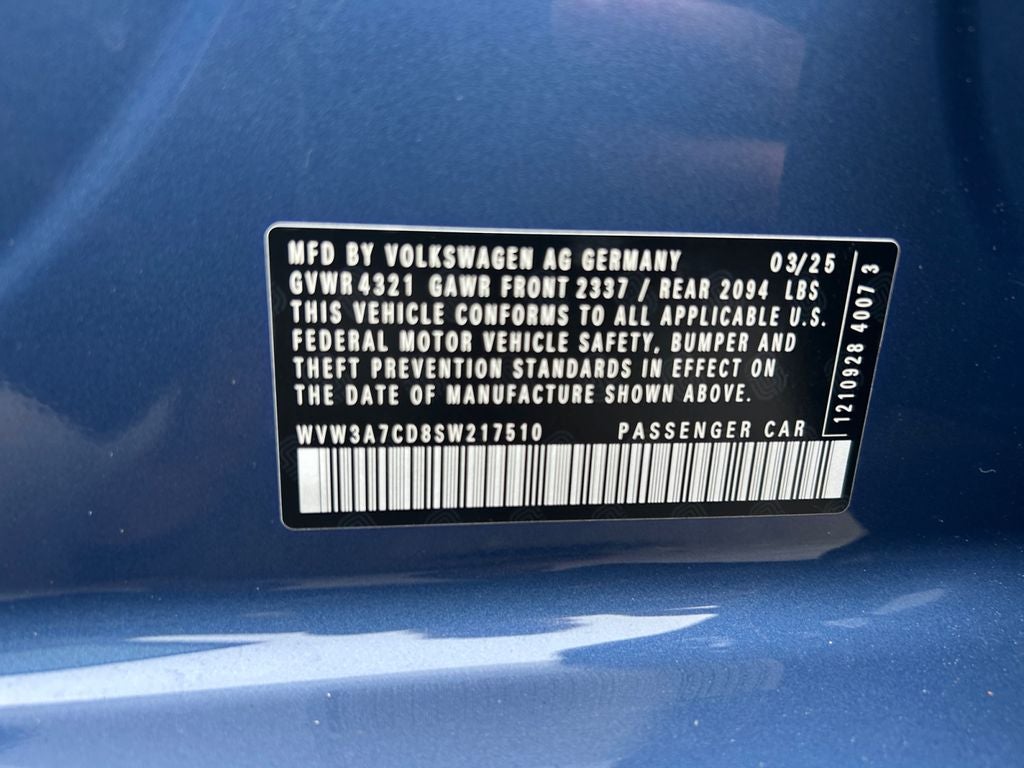 MFD BY VOLKSWAGEN AG GERMANY 03/25
GVWR 4321 GAWR FRONT 2337 / REAR 2094 LBS
THIS VEHICLE CONFORMS TO ALL APPLICABLE U.S.
FEDERAL MOTOR VEHICLE SAFETY, BUMPER AND
THEFT PREVENTION STANDARDS IN EFFECT ON
THE DATE OF MANUFACTURE SHOWN ABOVE.
WVW3A7CD8SW217510 PASSENGER CAR
1210928 40073